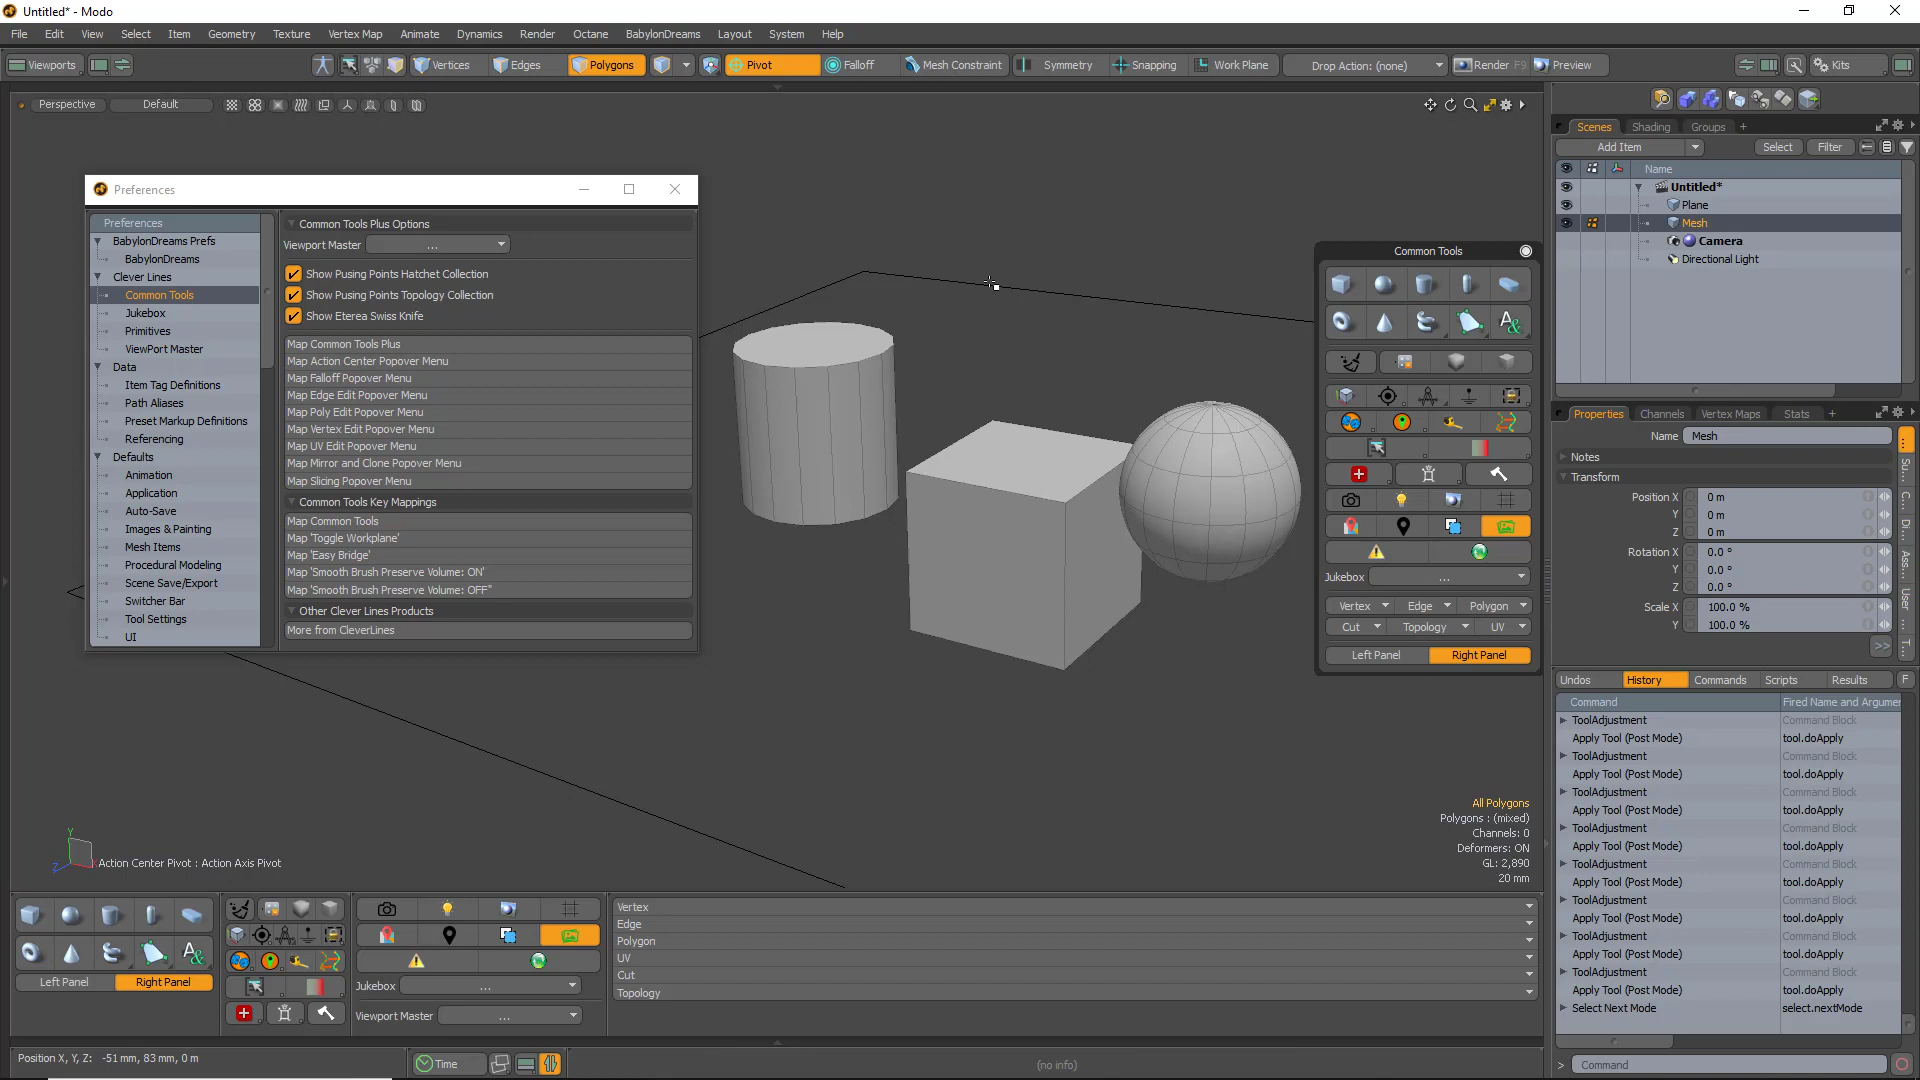 Untitled* - Modo
File Edit View Select Item Geometry Texture Vertex Map Animate Dynamics Render Octane BabylonDreams Layout System Help
Viewports Vertices Edges Polygons Pivot Falloff Mesh Constraint Symmetry Snapping Work Plane Drop Action: (none) Render F9 Preview Kits
Perspective Default
Preferences
Preferences
BabylonDreams Prefs
BabylonDreams
Clever Lines
Common Tools
Jukebox
Primitives
ViewPort Master
Data
Item Tag Definitions
Path Aliases
Preset Markup Definitions
Referencing
Defaults
Animation
Application
Auto-Save
Images & Painting
Mesh Items
Procedural Modeling
Scene Save/Export
Switcher Bar
Tool Settings
UI
Common Tools Plus Options
Viewport Master ...
Show Pusing Points Hatchet Collection
Show Pusing Points Topology Collection
Show Eterea Swiss Knife
Map Common Tools Plus
Map Action Center Popover Menu
Map Falloff Popover Menu
Map Edge Edit Popover Menu
Map Poly Edit Popover Menu
Map Vertex Edit Popover Menu
Map UV Edit Popover Menu
Map Mirror and Clone Popover Menu
Map Slicing Popover Menu
Common Tools Key Mappings
Map Common Tools
Map 'Toggle Workplane'
Map 'Easy Bridge'
Map 'Smooth Brush Preserve Volume: ON'
Map 'Smooth Brush Preserve Volume: OFF"
Other Clever Lines Products
More from CleverLines
Common Tools
Jukebox ...
Vertex Edge Polygon
Cut Topology UV
Left Panel Right Panel
All Polygons
Polygons : (mixed)
Channels: 0
Deformers: ON
GL: 2,890
20 mm
Y
Z
Action Center Pivot : Action Axis Pivot
Left Panel Right Panel
Jukebox ...
Viewport Master ...
Vertex
Edge
Polygon
UV
Cut
Topology
Position X, Y, Z: -51 mm, 83 mm, 0 m
Time
(no info)
Scenes Shading Groups +
Add Item Select Filter
Name
Untitled*
Plane
Mesh
Camera
Directional Light
Properties Channels Vertex Maps Stats +
Name Mesh
Notes
Transform
Position X 0 m
Y 0 m
Z 0 m
Rotation X 0.0 °
Y 0.0 °
Z 0.0 °
Scale X 100.0 %
Y 100.0 %
>>
...
Su...
C...
Di...
Ass...
User ...
T...
Undos History Commands Scripts Results F
Command Fired Name and Argumer
ToolAdjustment Command Block
Apply Tool (Post Mode) tool.doApply
ToolAdjustment Command Block
Apply Tool (Post Mode) tool.doApply
ToolAdjustment Command Block
Apply Tool (Post Mode) tool.doApply
ToolAdjustment Command Block
Apply Tool (Post Mode) tool.doApply
ToolAdjustment Command Block
Apply Tool (Post Mode) tool.doApply
ToolAdjustment Command Block
Apply Tool (Post Mode) tool.doApply
ToolAdjustment Command Block
Apply Tool (Post Mode) tool.doApply
ToolAdjustment Command Block
Apply Tool (Post Mode) tool.doApply
Select Next Mode select.nextMode
> Command